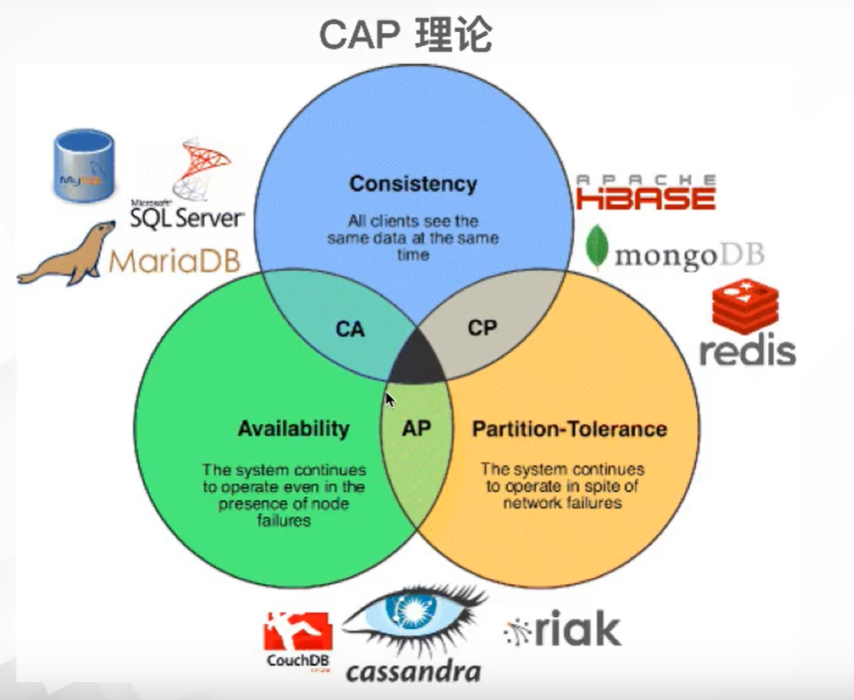 CAP 理论
MySQL
Microsoft®
SQL Server
MariaDB
Consistency
All clients see the
same data at the same
time
APACHE
HBASE
mongoDB
redis
CA
CP
AP
Availability
The system continues
to operate even in the
presence of node
failures
Partition-Tolerance
The system continues
to operate in spite of
network failures
CouchDB
cassandra
riak